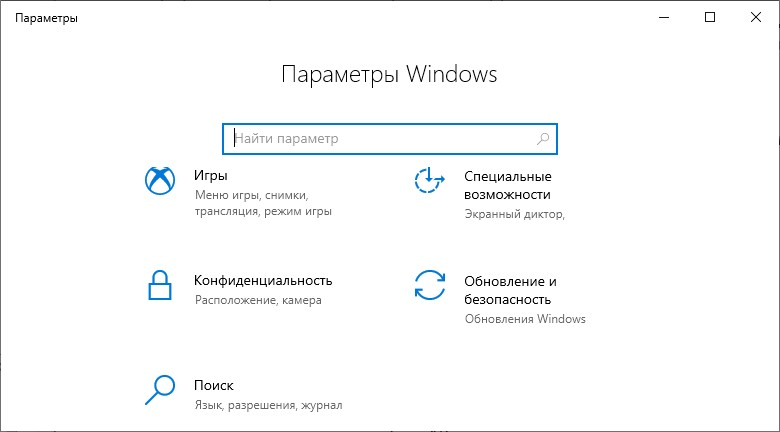 Параметры
Параметры Windows
Найти параметр
Игры
Меню игры, снимки,
трансляция, режим игры
Специальные
возможности
Экранный диктор,
Конфиденциальность
Расположение, камера
Обновление и
безопасность
Обновления Windows
Поиск
Язык, разрешения, журнал